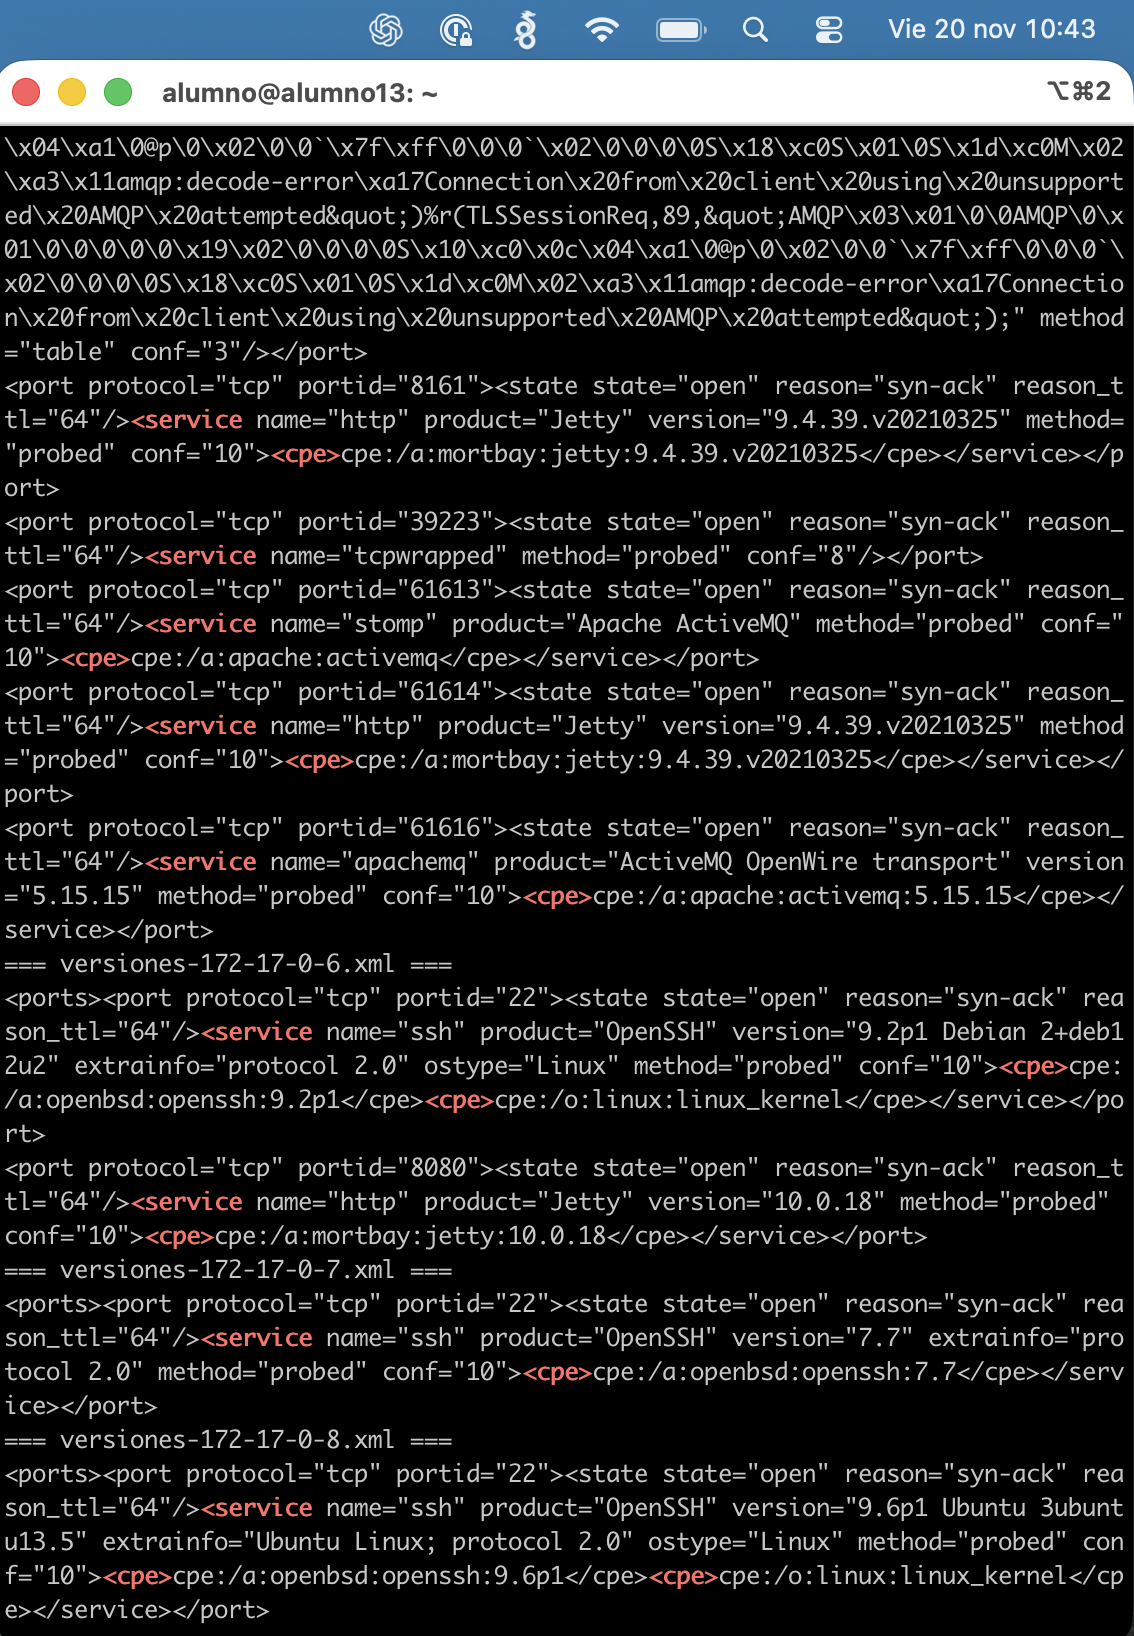 Vie 20 nov 10:43
alumno@alumno13: ~
⌥⌘2
\x04\xa1\0@p\0\x02\0\0`\x7f\xff\0\0\0`\x02\0\0\0\0S\x18\xc0S\x01\0S\x1d\xc0M\x02
\xa3\x11amqp:decode-error\xa17Connection\x20from\x20client\x20using\x20unsupport
ed\x20AMQP\x20attempted&quot;)%r(TLSSessionReq,89,&quot;AMQP\x03\x01\0\0AMQP\0\x
01\0\0\0\0\0\x19\x02\0\0\0\0S\x10\xc0\x0c\x04\xa1\0@p\0\x02\0\0`\x7f\xff\0\0\0`\
x02\0\0\0\0S\x18\xc0S\x01\0S\x1d\xc0M\x02\xa3\x11amqp:decode-error\xa17Connectio
n\x20from\x20client\x20using\x20unsupported\x20AMQP\x20attempted&quot;);" method
="table" conf="3"/></port>
<port protocol="tcp" portid="8161"><state state="open" reason="syn-ack" reason_t
tl="64"/><service name="http" product="Jetty" version="9.4.39.v20210325" method=
"probed" conf="10"><cpe>cpe:/a:mortbay:jetty:9.4.39.v20210325</cpe></service></p
ort>
<port protocol="tcp" portid="39223"><state state="open" reason="syn-ack" reason_
ttl="64"/><service name="tcpwrapped" method="probed" conf="8"/></port>
<port protocol="tcp" portid="61613"><state state="open" reason="syn-ack" reason_
ttl="64"/><service name="stomp" product="Apache ActiveMQ" method="probed" conf="
10"><cpe>cpe:/a:apache:activemq</cpe></service></port>
<port protocol="tcp" portid="61614"><state state="open" reason="syn-ack" reason_
ttl="64"/><service name="http" product="Jetty" version="9.4.39.v20210325" method
="probed" conf="10"><cpe>cpe:/a:mortbay:jetty:9.4.39.v20210325</cpe></service></
port>
<port protocol="tcp" portid="61616"><state state="open" reason="syn-ack" reason_
ttl="64"/><service name="apachemq" product="ActiveMQ OpenWire transport" version
="5.15.15" method="probed" conf="10"><cpe>cpe:/a:apache:activemq:5.15.15</cpe></
service></port>
=== versiones-172-17-0-6.xml ===
<ports><port protocol="tcp" portid="22"><state state="open" reason="syn-ack" rea
son_ttl="64"/><service name="ssh" product="OpenSSH" version="9.2p1 Debian 2+deb1
2u2" extrainfo="protocol 2.0" ostype="Linux" method="probed" conf="10"><cpe>cpe:
/a:openbsd:openssh:9.2p1</cpe><cpe>cpe:/o:linux:linux_kernel</cpe></service></po
rt>
<port protocol="tcp" portid="8080"><state state="open" reason="syn-ack" reason_t
tl="64"/><service name="http" product="Jetty" version="10.0.18" method="probed" 
conf="10"><cpe>cpe:/a:mortbay:jetty:10.0.18</cpe></service></port>
=== versiones-172-17-0-7.xml ===
<ports><port protocol="tcp" portid="22"><state state="open" reason="syn-ack" rea
son_ttl="64"/><service name="ssh" product="OpenSSH" version="7.7" extrainfo="pro
tocol 2.0" method="probed" conf="10"><cpe>cpe:/a:openbsd:openssh:7.7</cpe></serv
ice></port>
=== versiones-172-17-0-8.xml ===
<ports><port protocol="tcp" portid="22"><state state="open" reason="syn-ack" rea
son_ttl="64"/><service name="ssh" product="OpenSSH" version="9.6p1 Ubuntu 3ubunt
u13.5" extrainfo="Ubuntu Linux; protocol 2.0" ostype="Linux" method="probed" con
f="10"><cpe>cpe:/a:openbsd:openssh:9.6p1</cpe><cpe>cpe:/o:linux:linux_kernel</cp
e></service></port>